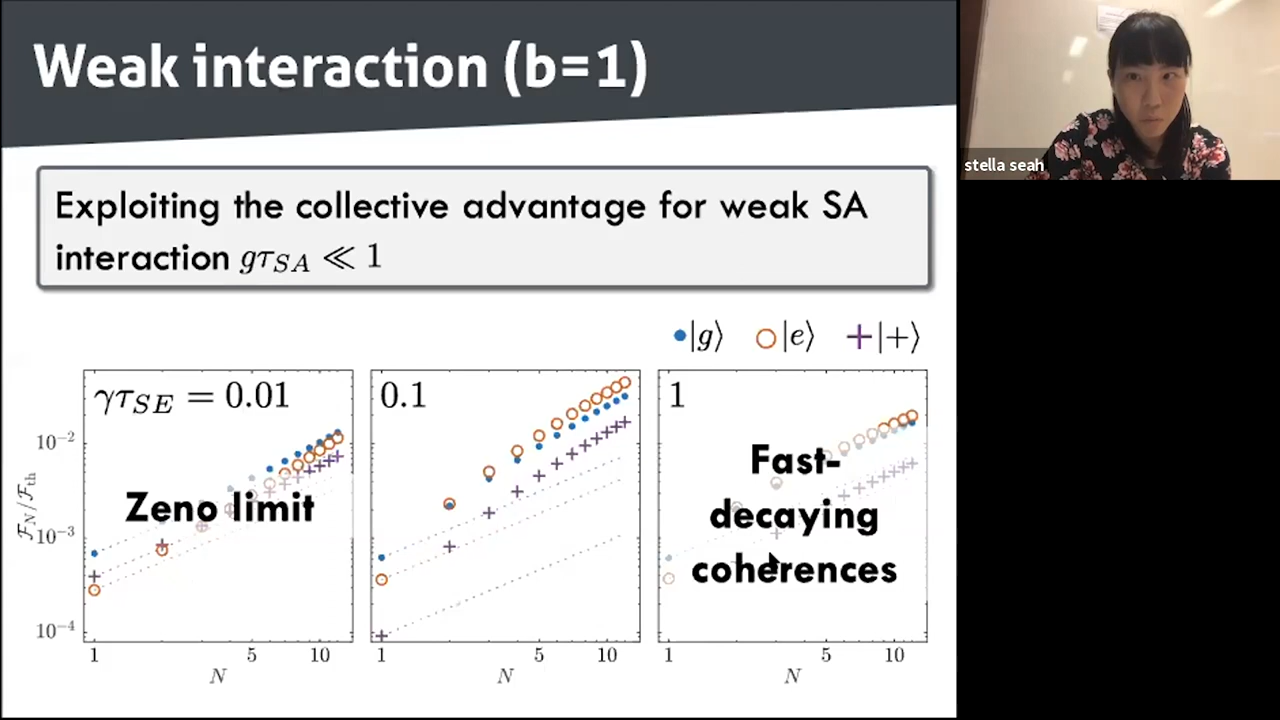 Weak interaction (b=1)
stella seah
Exploiting the collective advantage for weak SA
interaction gτ_SA ≪ 1
|g⟩ |e⟩ +|+⟩
γτ_SE = 0.01
0.1
1
10⁻²
10⁻³
10⁻⁴
ℱ_N/ℱ_th
Zeno limit
Fast-
decaying
coherences
1 5 10
1 5 10
1 5 10
N
N
N